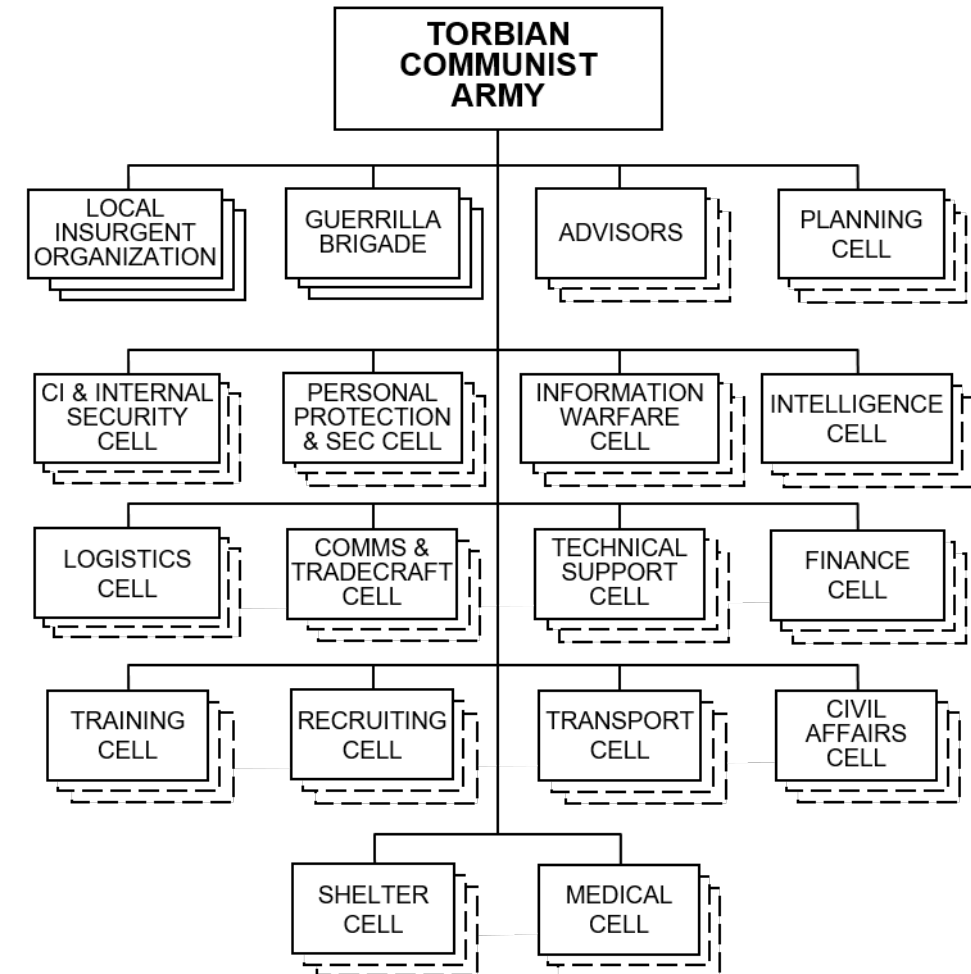 TORBIAN
COMMUNIST
ARMY
LOCAL
INSURGENT
ORGANIZATION
GUERRILLA
BRIGADE
ADVISORS
PLANNING
CELL
CI & INTERNAL
SECURITY
CELL
PERSONAL
PROTECTION
& SEC CELL
INFORMATION
WARFARE
CELL
INTELLIGENCE
CELL
LOGISTICS
CELL
COMMS &
TRADECRAFT
CELL
TECHNICAL
SUPPORT
CELL
FINANCE
CELL
TRAINING
CELL
RECRUITING
CELL
TRANSPORT
CELL
CIVIL
AFFAIRS
CELL
SHELTER
CELL
MEDICAL
CELL